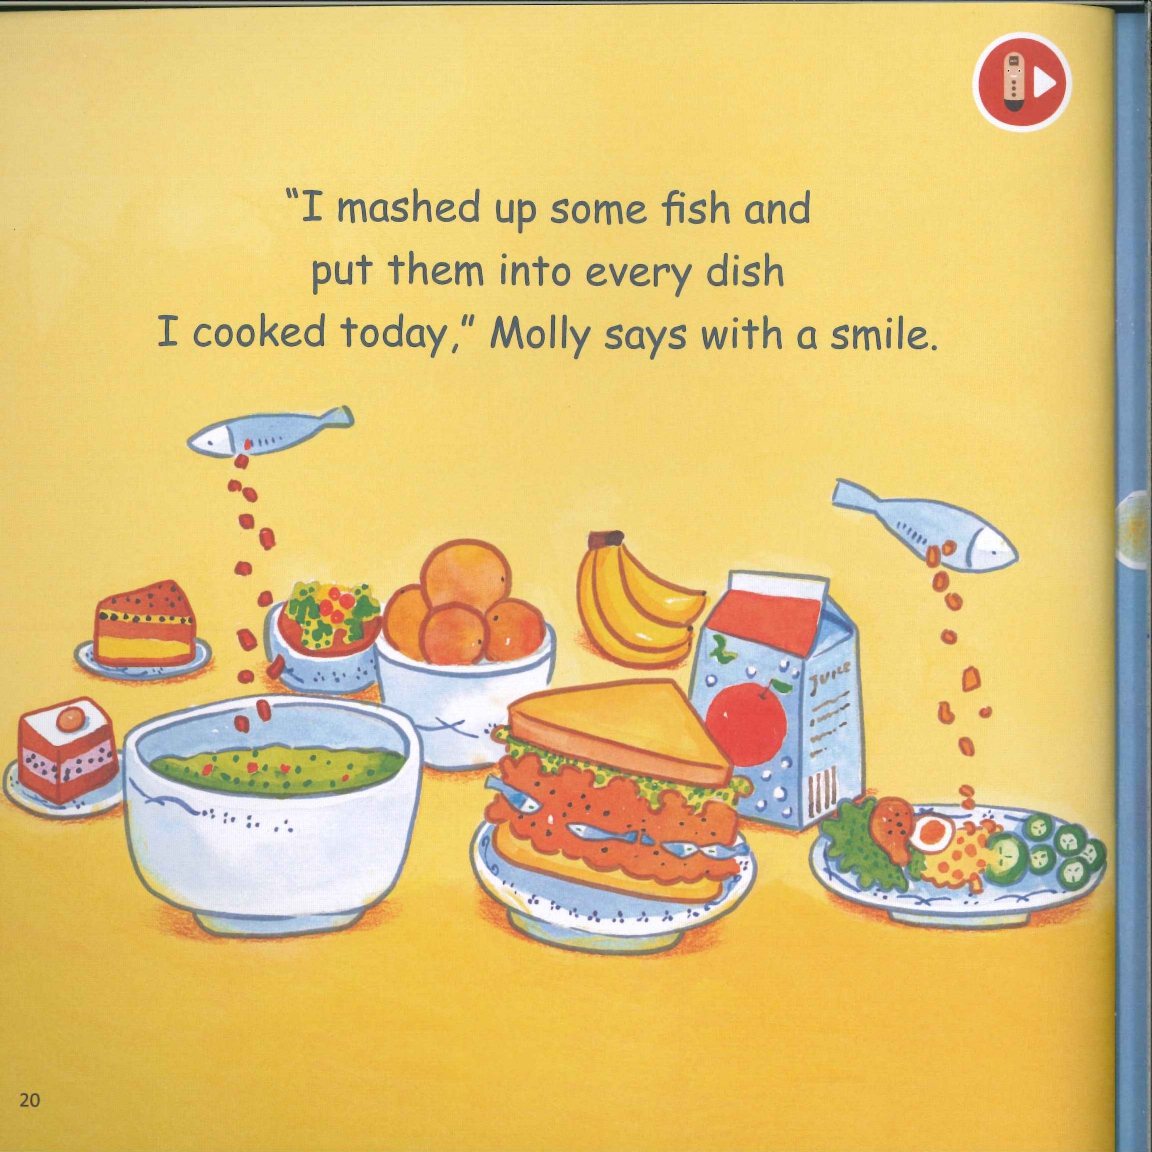 “I mashed up some fish and
put them into every dish
I cooked today,” Molly says with a smile.
JUICE
20